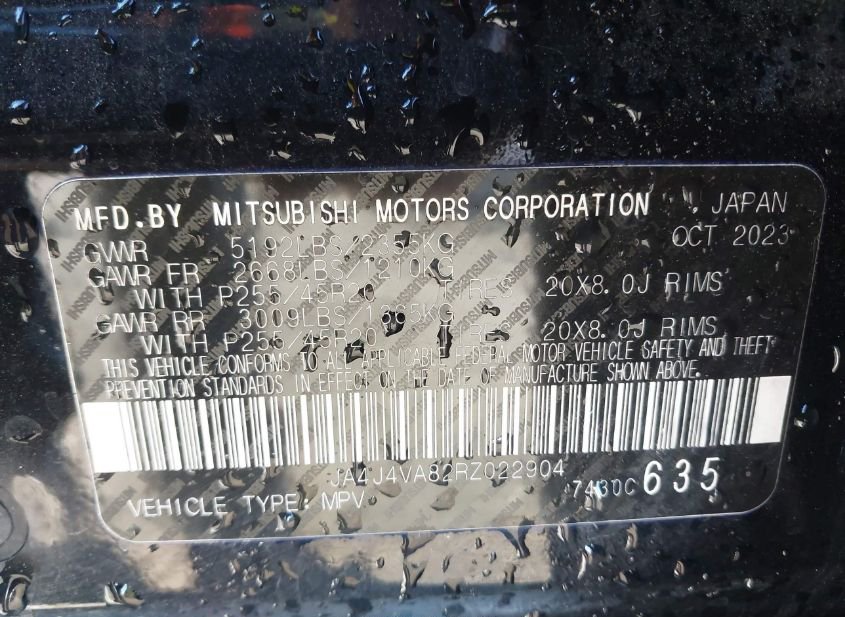 MFD.BY MITSUBISHI MOTORS CORPORATION , JAPAN
GVWR 5192LBS/2355KG OCT 2023
GAWR FR 2668LBS/1210KG
WITH P255/45R20 TIRES 20X8.0J RIMS
GAWR RR 3009LBS/1365KG
WITH P255/45R20 TIRES 20X8.0J RIMS
THIS VEHICLE CONFORMS TO ALL APPLICABLE FEDERAL MOTOR VEHICLE SAFETY AND THEFT
PREVENTION STANDARDS IN EFFECT ON THE DATE OF MANUFACTURE SHOWN ABOVE.
JA4J4VA82RZ022904
VEHICLE TYPE: MPV 7430C 635